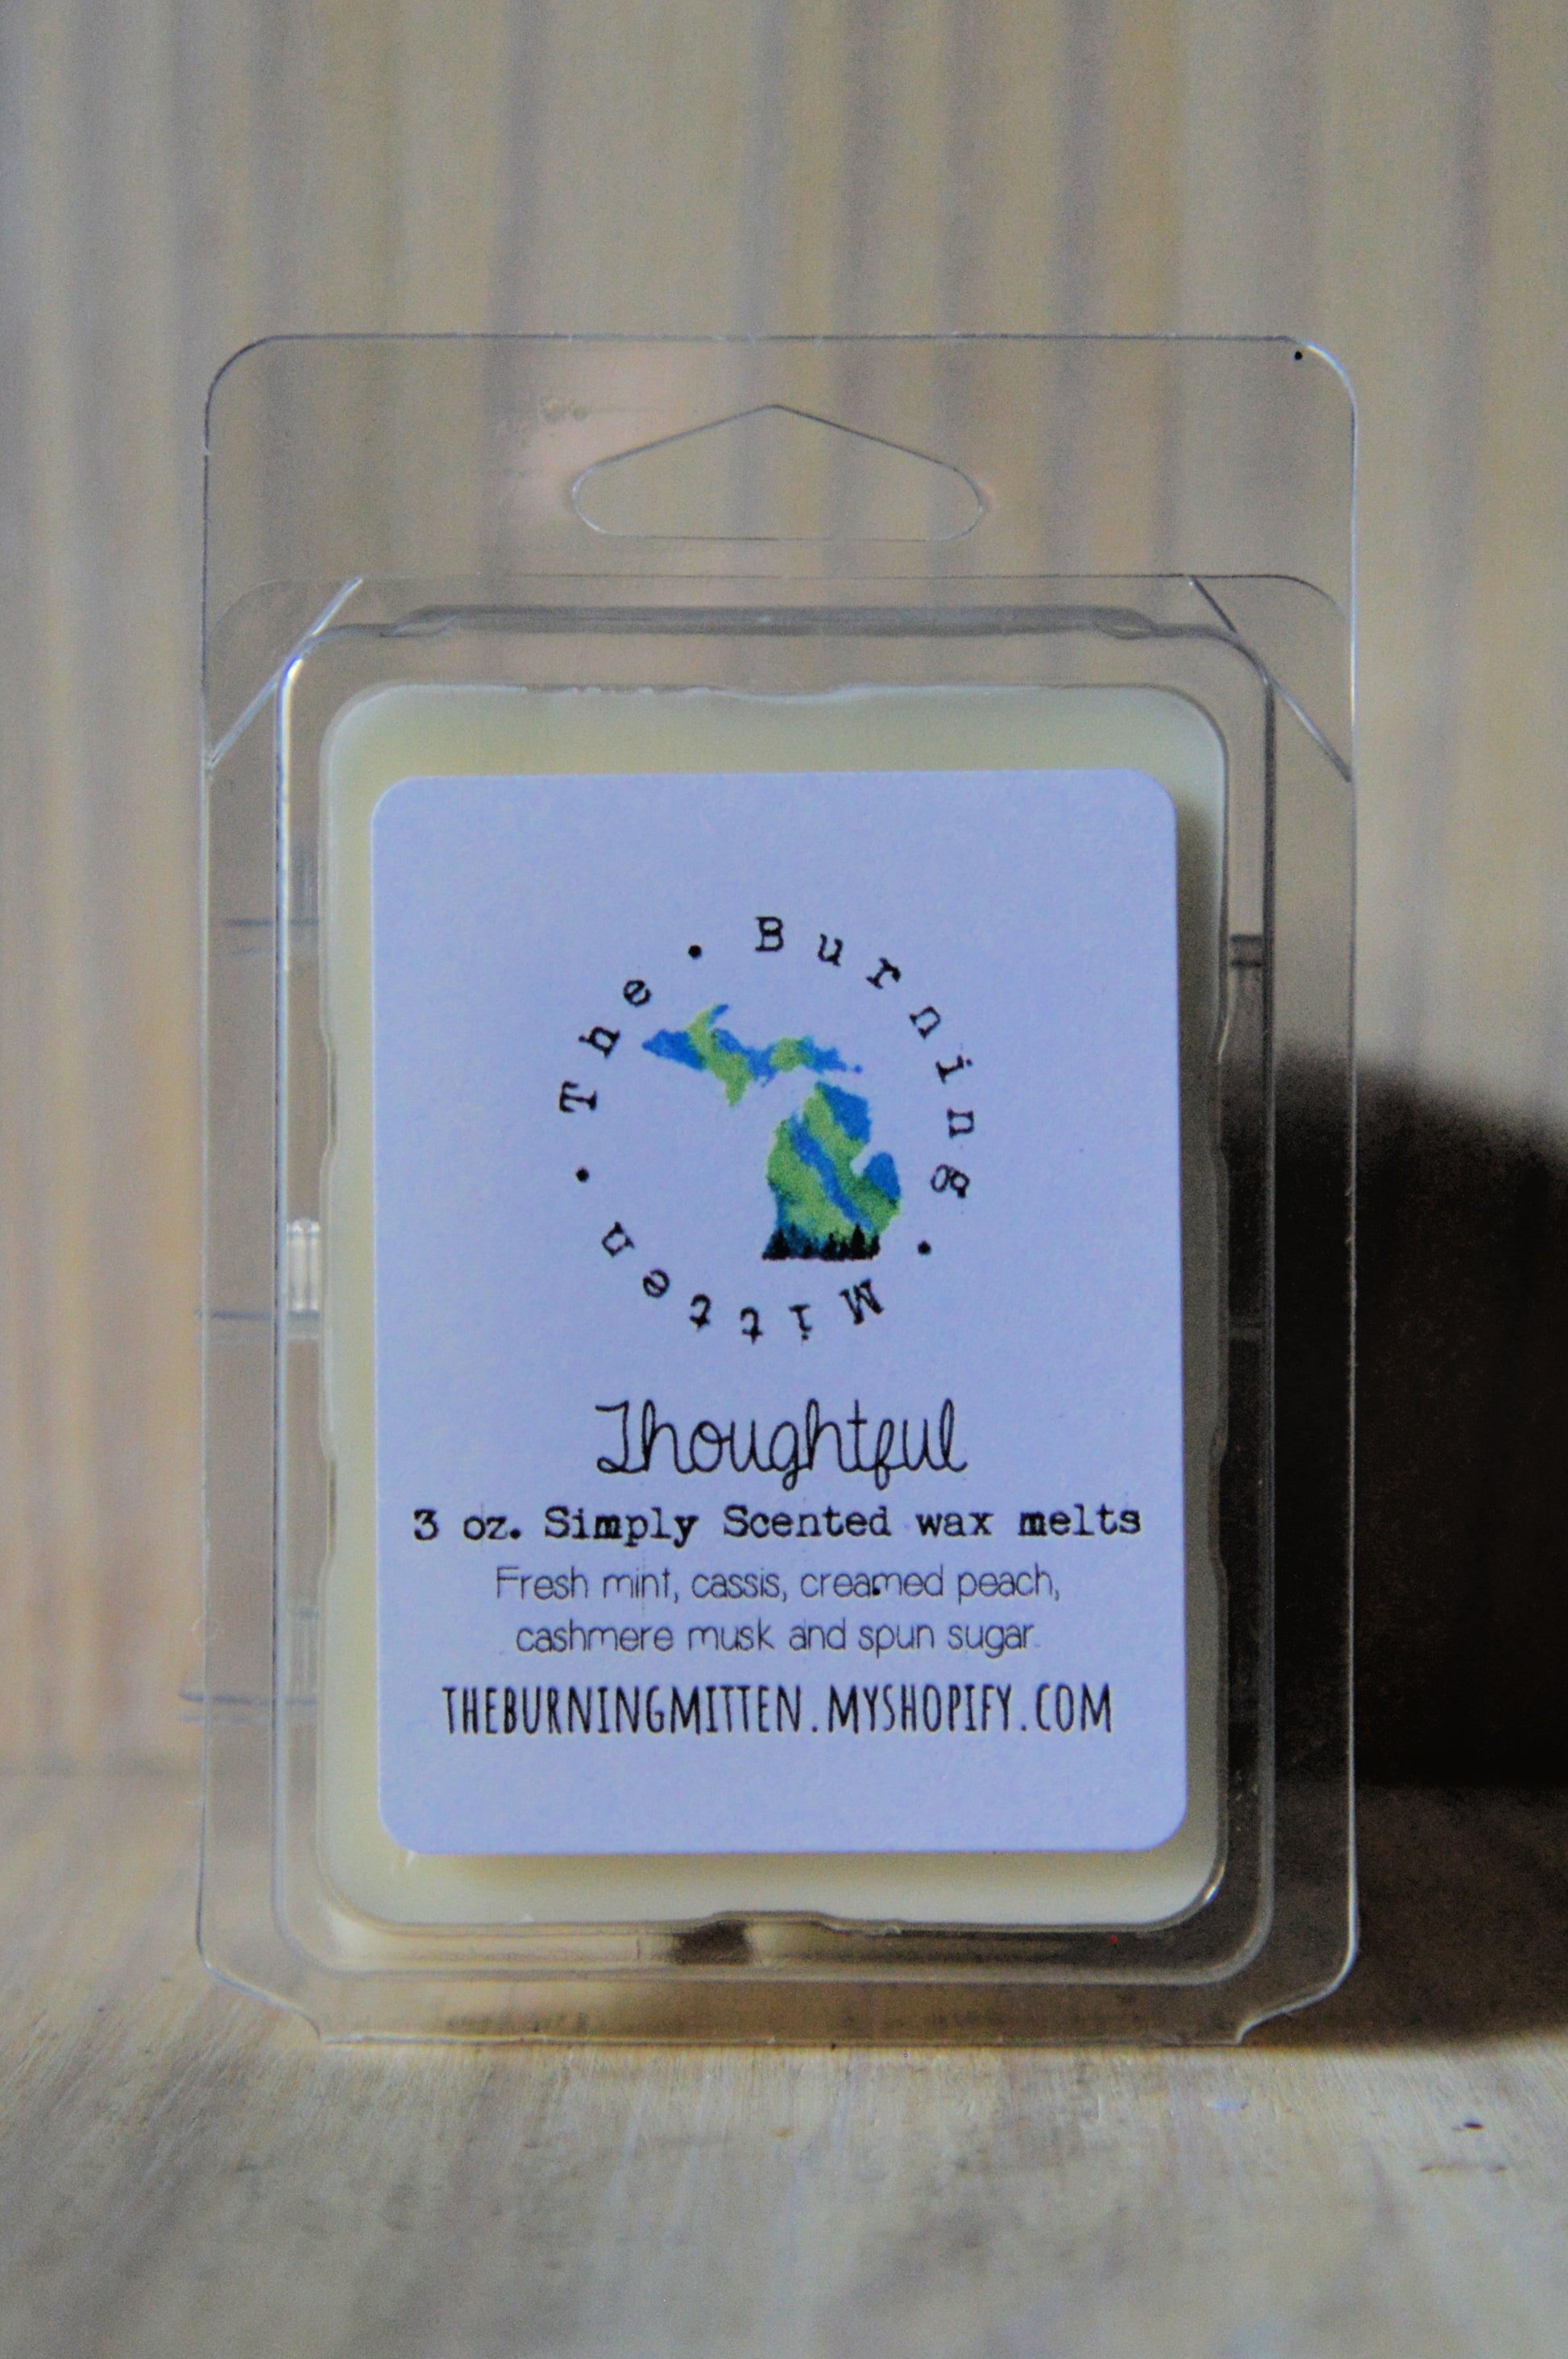 The • Burning • Mitten •
Thoughtful
3 oz. Simply Scented wax melts
Fresh mint, cassis, creamed peach,
cashmere musk and spun sugar.
THEBURNINGMITTEN.MYSHOPIFY.COM